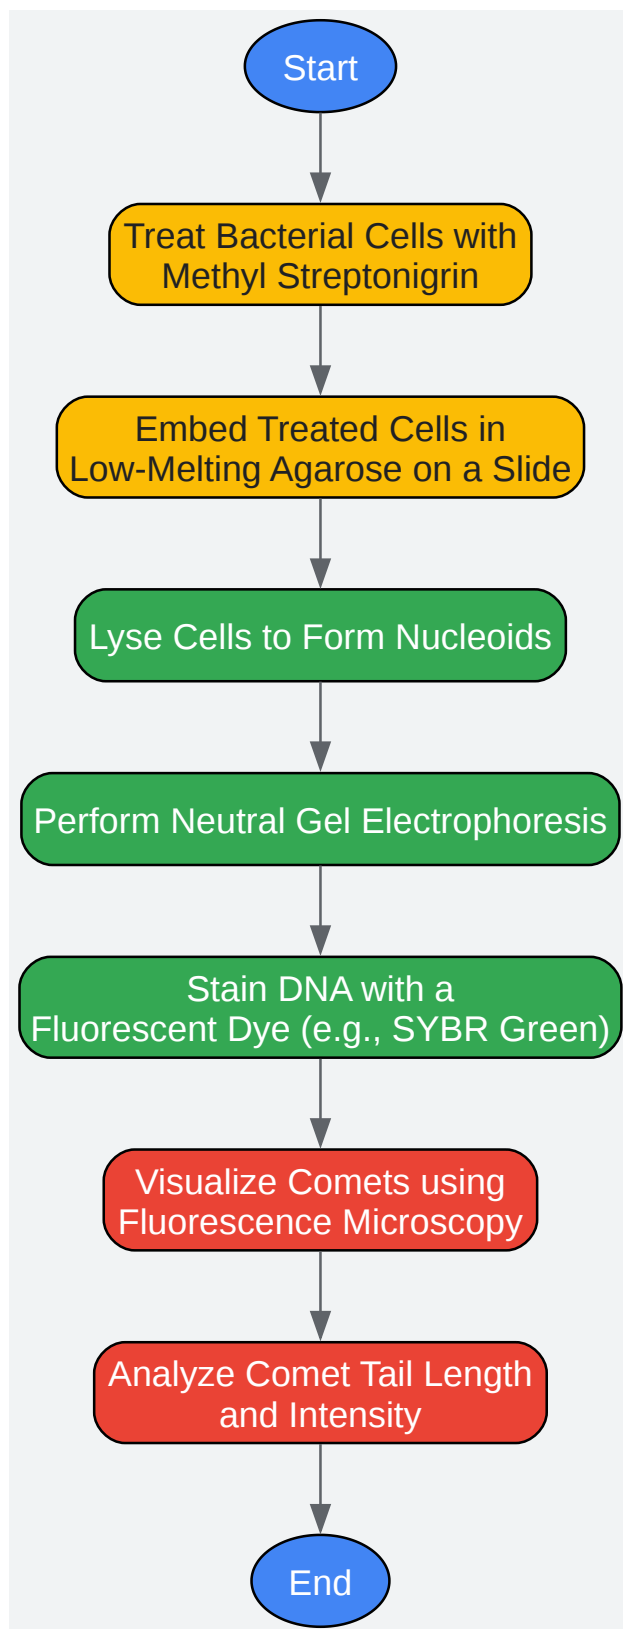 Start
Treat Bacterial Cells with
Methyl Streptonigrin
Embed Treated Cells in
Low-Melting Agarose on a Slide
Lyse Cells to Form Nucleoids
Perform Neutral Gel Electrophoresis
Stain DNA with a
Fluorescent Dye (e.g., SYBR Green)
Visualize Comets using
Fluorescence Microscopy
Analyze Comet Tail Length
and Intensity
End